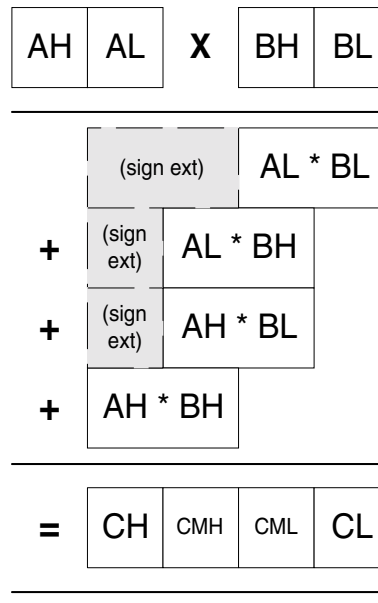 AH AL X BH BL
(sign ext) AL * BL
+ (sign ext) AL * BH
+ (sign ext) AH * BL
+ AH * BH
= CH CMH CML CL